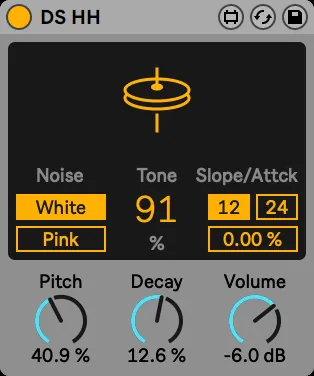 DS HH
Noise Tone Slope/Attck
White 91 12 24
Pink % 0.00 %
Pitch Decay Volume
40.9 % 12.6 % -6.0 dB